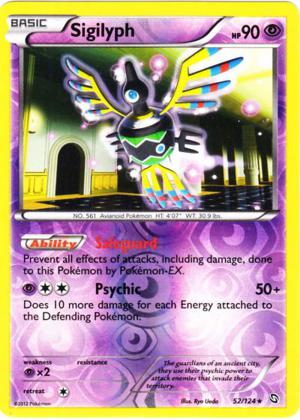 BASIC
Sigilyph HP90
NO. 561 Avianoid Pokémon HT: 4'07" WT: 30.9 lbs.
Ability Safeguard
Prevent all effects of attacks, including damage, done
to this Pokémon by Pokémon-EX.
Psychic 50+
Does 10 more damage for each Energy attached to
the Defending Pokémon.
weakness resistance
×2
retreat
The guardians of an ancient city,
they use their psychic power to
attack enemies that invade their
territory.
©2012 Pokémon
Illus. Ryo Ueda 52/124★